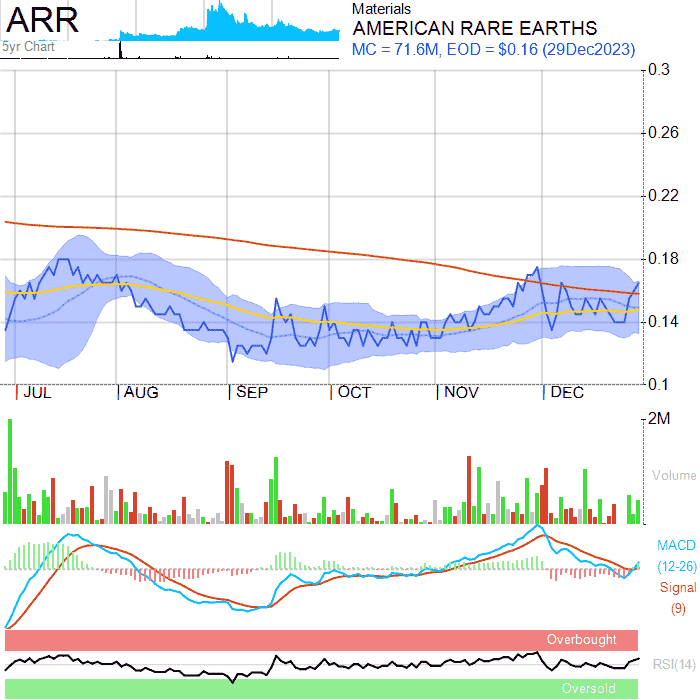 ARR
5yr Chart
Materials
AMERICAN RARE EARTHS
MC = 71.6M, EOD = $0.16 (29Dec2023)
0.3
0.26
0.22
0.18
0.14
0.1
JUL AUG SEP OCT NOV DEC
2M
Volume
MACD
(12-26)
Signal
(9)
Overbought
RSI(14)
Oversold